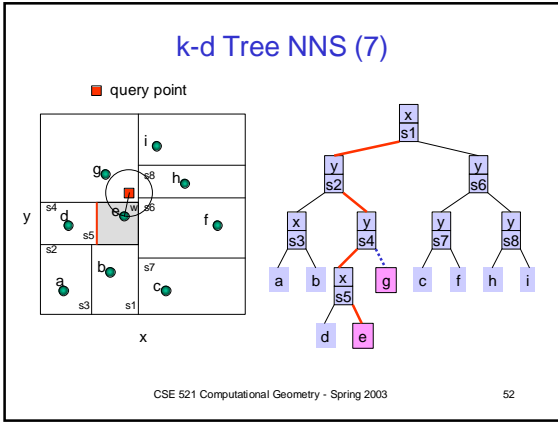 k-d Tree NNS (7)
query point
i
g
s8
h
s4
d
e
w
s6
y
s5
f
s2
b
s7
a
c
s3
s1
x
x
s1
y
s2
y
s6
x
s3
y
s4
y
s7
y
s8
a
b
x
s5
g
c
f
h
i
d
e
CSE 521 Computational Geometry - Spring 2003
52